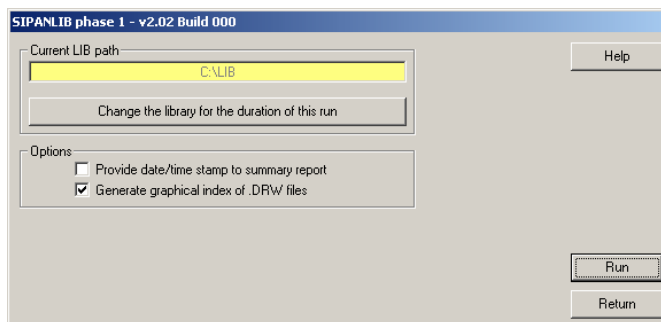 SIPANLIB phase 1 - v2.02 Build 000
Current LIB path
C:\LIB
Help
Change the library for the duration of this run
Options
Provide date/time stamp to summary report
Generate graphical index of .DRW files
Run
Return